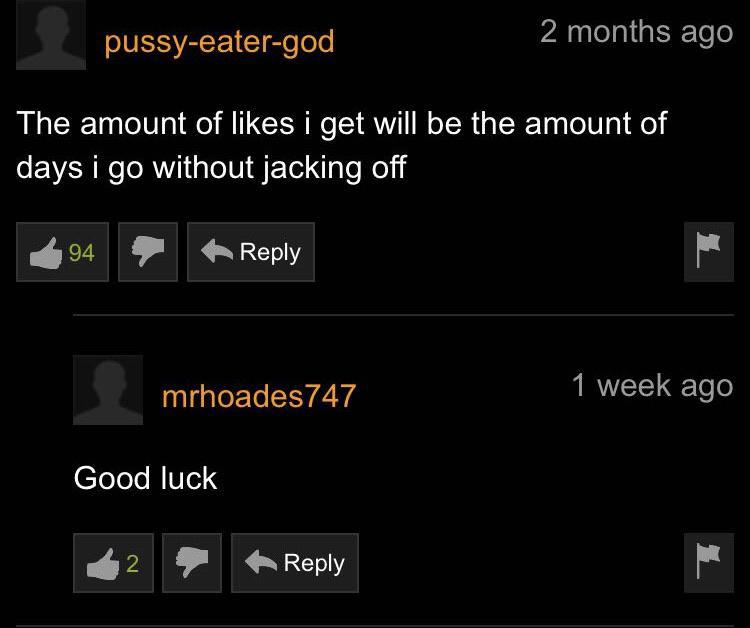 pussy-eater-god 2 months ago
The amount of likes i get will be the amount of
days i go without jacking off
94 Reply
mrhoades747 1 week ago
Good luck
2 Reply